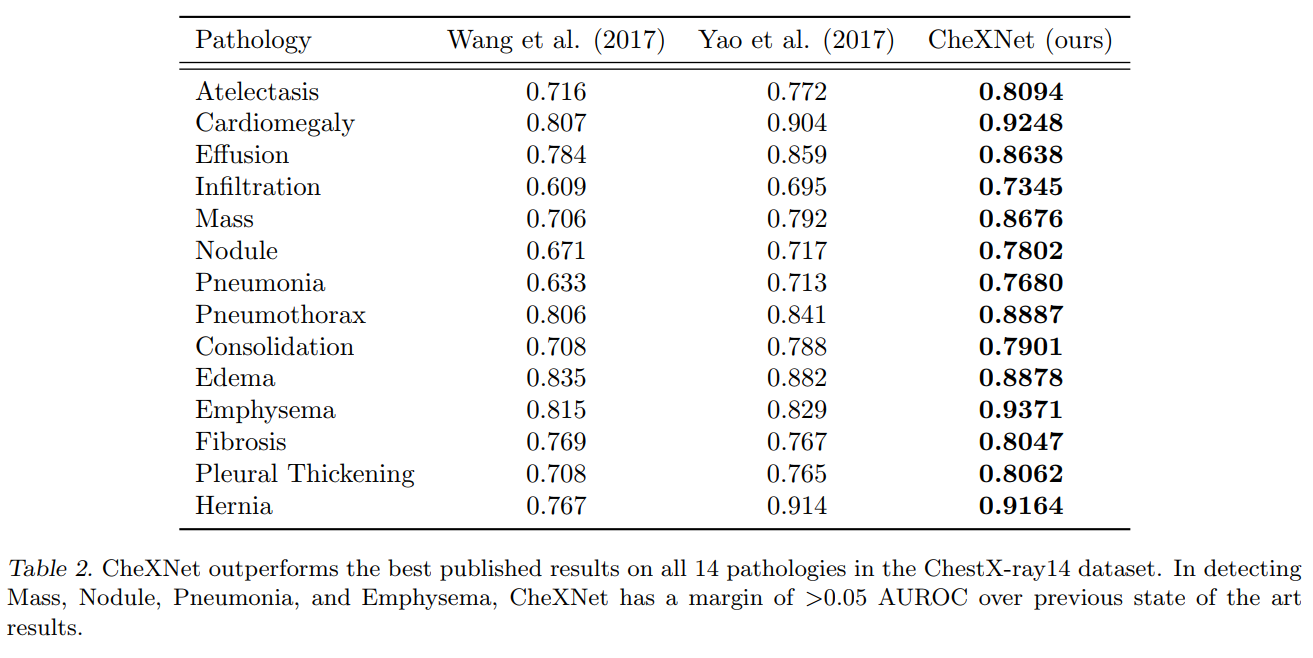 Pathology Wang et al. (2017) Yao et al. (2017) CheXNet (ours)
Atelectasis 0.716 0.772 0.8094
Cardiomegaly 0.807 0.904 0.9248
Effusion 0.784 0.859 0.8638
Infiltration 0.609 0.695 0.7345
Mass 0.706 0.792 0.8676
Nodule 0.671 0.717 0.7802
Pneumonia 0.633 0.713 0.7680
Pneumothorax 0.806 0.841 0.8887
Consolidation 0.708 0.788 0.7901
Edema 0.835 0.882 0.8878
Emphysema 0.815 0.829 0.9371
Fibrosis 0.769 0.767 0.8047
Pleural Thickening 0.708 0.765 0.8062
Hernia 0.767 0.914 0.9164
Table 2. CheXNet outperforms the best published results on all 14 pathologies in the ChestX-ray14 dataset. In detecting
Mass, Nodule, Pneumonia, and Emphysema, CheXNet has a margin of >0.05 AUROC over previous state of the art
results.